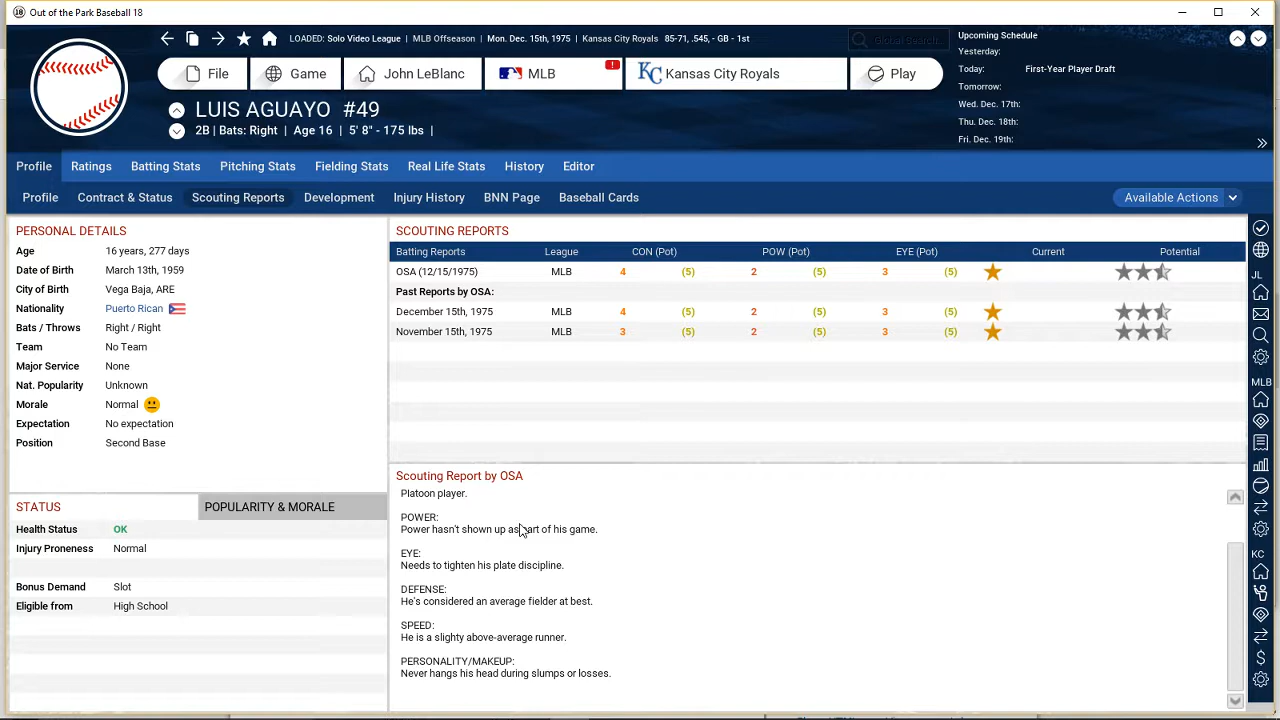 Out of the Park Baseball 18
LOADED: Solo Video League | MLB Offseason | Mon. Dec. 15th, 1975 | Kansas City Royals 85-71, .545, - GB - 1st
Global Search...
Upcoming Schedule
Yesterday:
Today: First-Year Player Draft
Tomorrow:
Wed. Dec. 17th:
Thu. Dec. 18th:
Fri. Dec. 19th:
File
Game
John LeBlanc
MLB
!
KC Kansas City Royals
Play
LUIS AGUAYO #49
2B | Bats: Right | Age 16 | 5' 8" - 175 lbs |
Profile Ratings Batting Stats Pitching Stats Fielding Stats Real Life Stats History Editor
Profile Contract & Status Scouting Reports Development Injury History BNN Page Baseball Cards Available Actions
PERSONAL DETAILS
Age 16 years, 277 days
Date of Birth March 13th, 1959
City of Birth Vega Baja, ARE
Nationality Puerto Rican
Bats / Throws Right / Right
Team No Team
Major Service None
Nat. Popularity Unknown
Morale Normal
Expectation No expectation
Position Second Base
STATUS POPULARITY & MORALE
Health Status OK
Injury Proneness Normal
Bonus Demand Slot
Eligible from High School
SCOUTING REPORTS
Batting Reports League CON (Pot) POW (Pot) EYE (Pot) Current Potential
OSA (12/15/1975) MLB 4 (5) 2 (5) 3 (5)
Past Reports by OSA:
December 15th, 1975 MLB 4 (5) 2 (5) 3 (5)
November 15th, 1975 MLB 3 (5) 2 (5) 3 (5)
Scouting Report by OSA
Platoon player.
POWER:
Power hasn't shown up as part of his game.
EYE:
Needs to tighten his plate discipline.
DEFENSE:
He's considered an average fielder at best.
SPEED:
He is a slighty above-average runner.
PERSONALITY/MAKEUP:
Never hangs his head during slumps or losses.
JL
MLB
KC